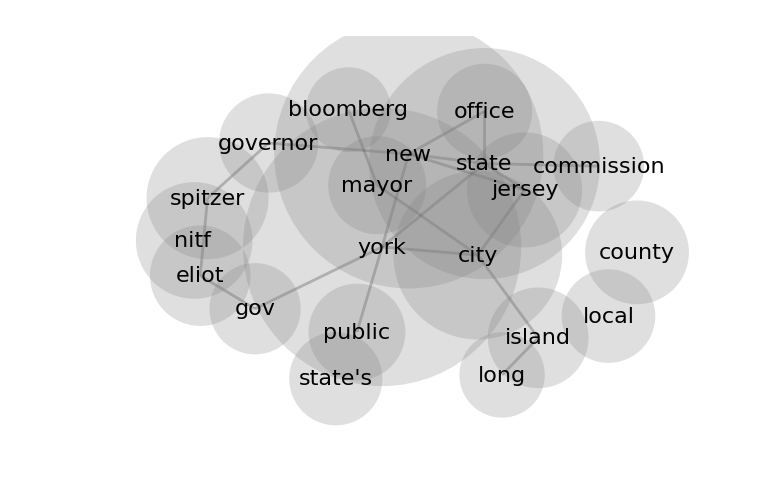 bloomberg
office
governor
new
state
commission
mayor
jersey
spitzer
nitf
york
city
county
eliot
gov
local
public
island
state's
long